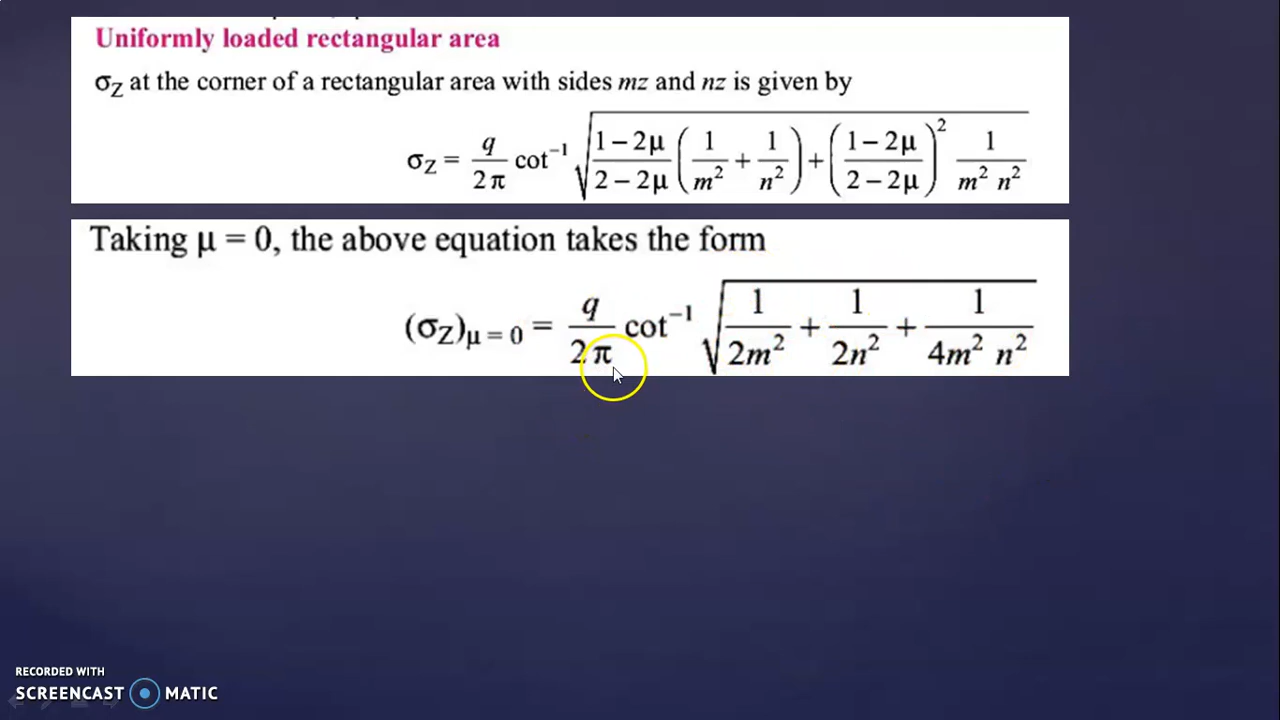 Uniformly loaded rectangular area
σZ at the corner of a rectangular area with sides mz and nz is given by
σZ = q/2π cot⁻¹ √(1 – 2μ/2 – 2μ (1/m² + 1/n²) + (1 – 2μ/2 – 2μ)² 1/m² n²)
Taking μ = 0, the above equation takes the form
(σZ)μ = 0 = q/2π cot⁻¹ √(1/2m² + 1/2n² + 1/4m² n²)
RECORDED WITH
SCREENCAST MATIC